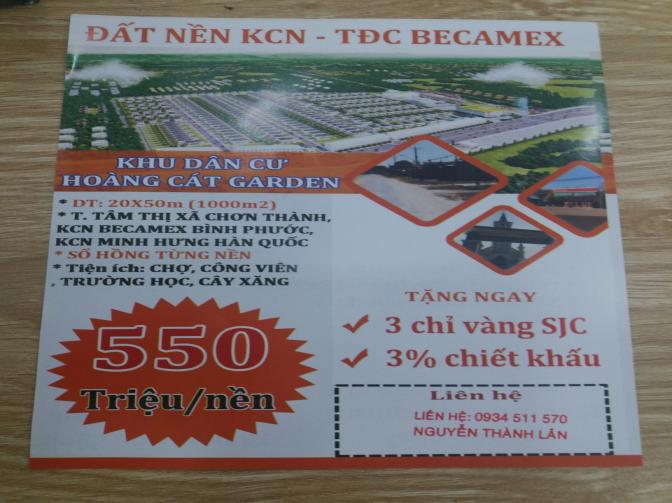 ĐẤT NỀN KCN - TĐC BECAMEX
KHU DÂN CƯ
HOÀNG CÁT GARDEN
* DT: 20X50m (1000m2)
* T. TÂM THỊ XÃ CHƠN THÀNH,
KCN BECAMEX BÌNH PHƯỚC,
KCN MINH HƯNG HÀN QUỐC
* SỔ HỒNG TỪNG NỀN
* Tiện ích: CHỢ, CÔNG VIÊN
, TRƯỜNG HỌC, CÂY XĂNG
550
Triệu/nền
TẶNG NGAY
3 chỉ vàng SJC
3% chiết khấu
Liên hệ
LIÊN HỆ: 0934 511 570
NGUYỄN THÀNH LÂN